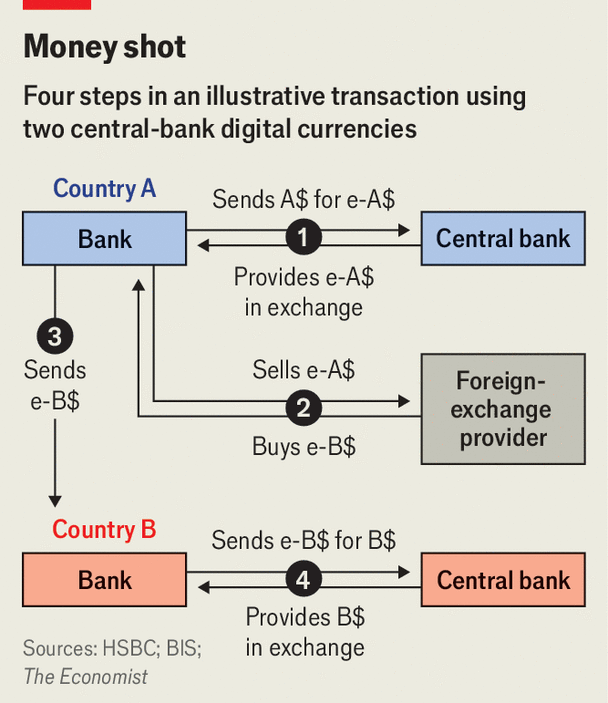 Money shot
Four steps in an illustrative transaction using
two central-bank digital currencies
Country A
Bank
Sends A$ for e-A$
1
Provides e-A$
in exchange
Central bank
3
Sends
e-B$
Sells e-A$
2
Buys e-B$
Foreign-
exchange
provider
Country B
Bank
Sends e-B$ for B$
4
Provides B$
in exchange
Central bank
Sources: HSBC; BIS;
The Economist